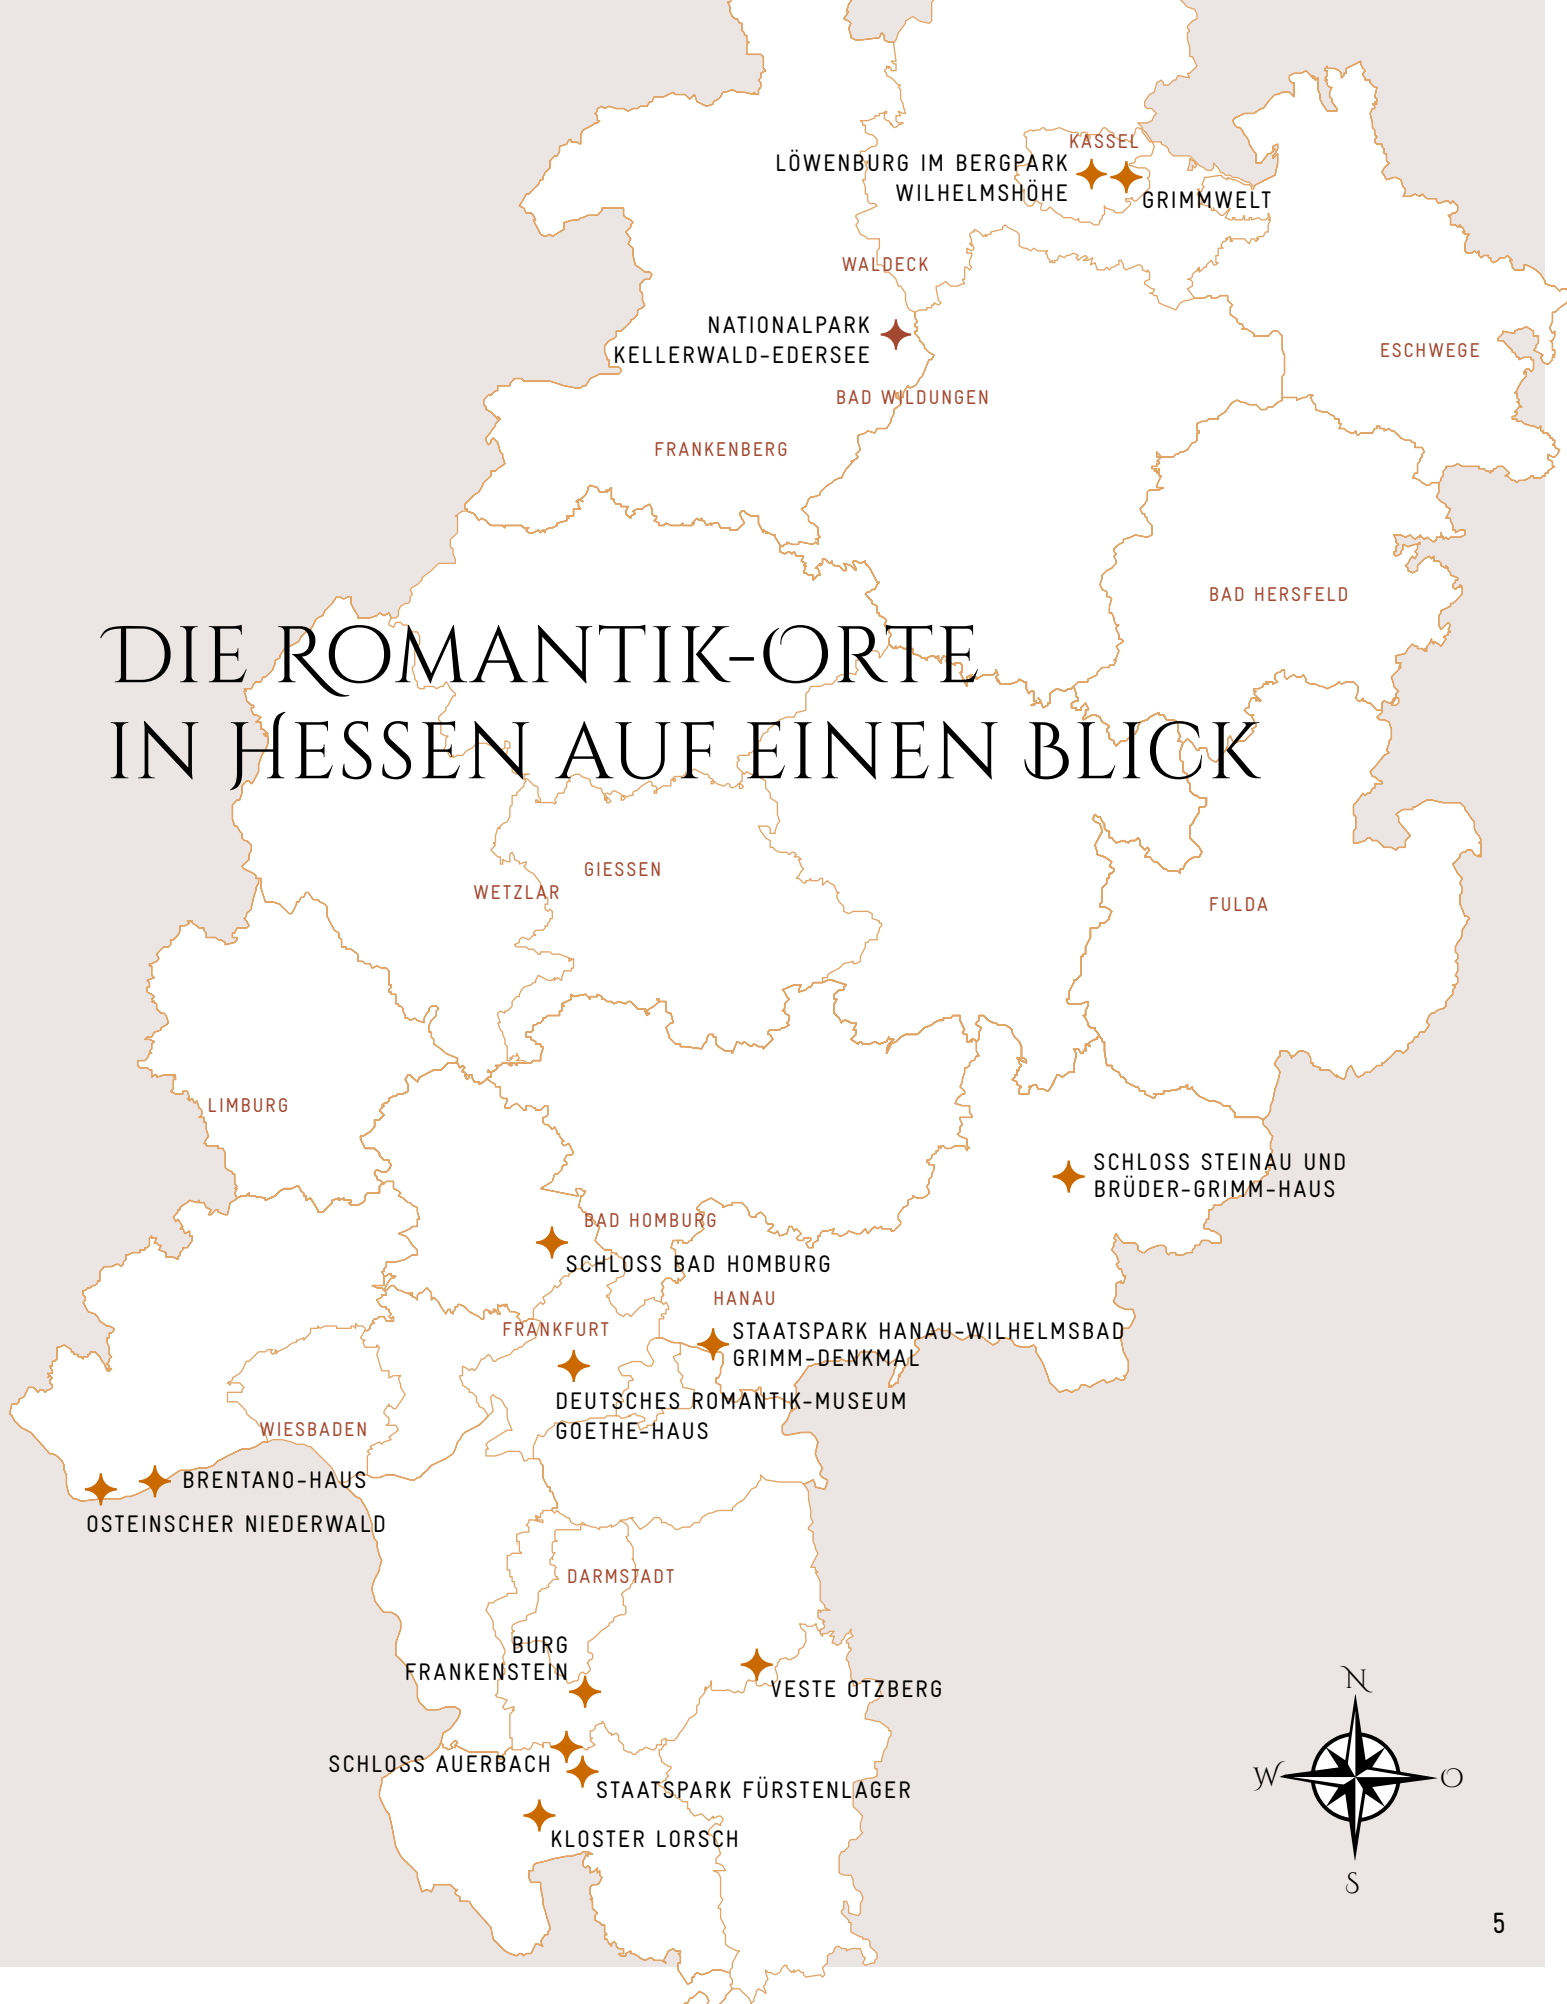 KASSEL
LÖWENBURG IM BERGPARK
WILHELMSHÖHE
GRIMMWELT
WALDECK
NATIONALPARK
KELLERWALD-EDERSEE
ESCHWEGE
BAD WILDUNGEN
FRANKENBERG
BAD HERSFELD
DIE ROMANTIK-ORTE
IN HESSEN AUF EINEN BLICK
GIESSEN
WETZLAR
FULDA
LIMBURG
SCHLOSS STEINAU UND
BRÜDER-GRIMM-HAUS
BAD HOMBURG
SCHLOSS BAD HOMBURG
HANAU
FRANKFURT
STAATSPARK HANAU-WILHELMSBAD
GRIMM-DENKMAL
DEUTSCHES ROMANTIK-MUSEUM
GOETHE-HAUS
WIESBADEN
BRENTANO-HAUS
OSTEINSCHER NIEDERWALD
DARMSTADT
BURG
FRANKENSTEIN
VESTE OTZBERG
SCHLOSS AUERBACH
STAATSPARK FÜRSTENLAGER
KLOSTER LORSCH
N
W
O
S
5